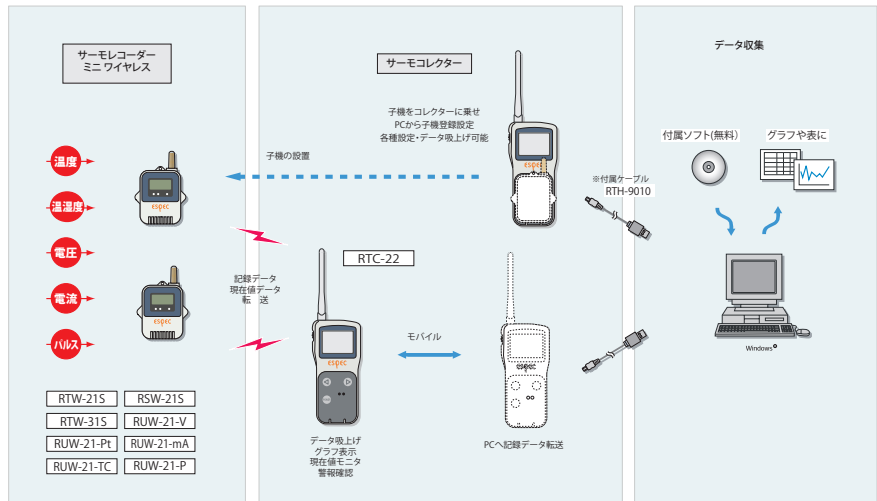 サーモレコーダー
ミニ ワイヤレス
温度
温湿度
電圧
電流
パルス
espec
espec
RTW-21S
RSW-21S
RTW-31S
RUW-21-V
RUW-21-Pt
RUW-21-mA
RUW-21-TC
RUW-21-P
サーモコレクター
子機をコレクターに乗せ
PCから子機登録設定
各種設定・データ吸上げ可能
子機の設置
espec
※付属ケーブル
RTH-9010
記録データ
現在値データ
転 送
RTC-22
espec
モバイル
espec
データ吸上げ
グラフ表示
現在値モニタ
警報確認
PCへ記録データ転送
データ収集
付属ソフト(無料)
グラフや表に
Windows